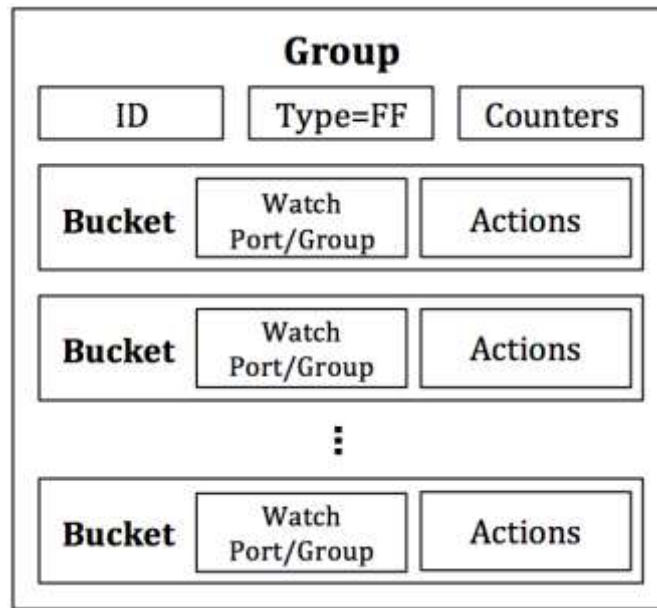 Group
ID Type=FF Counters
Bucket Watch Port/Group Actions
Bucket Watch Port/Group Actions
Bucket Watch Port/Group Actions